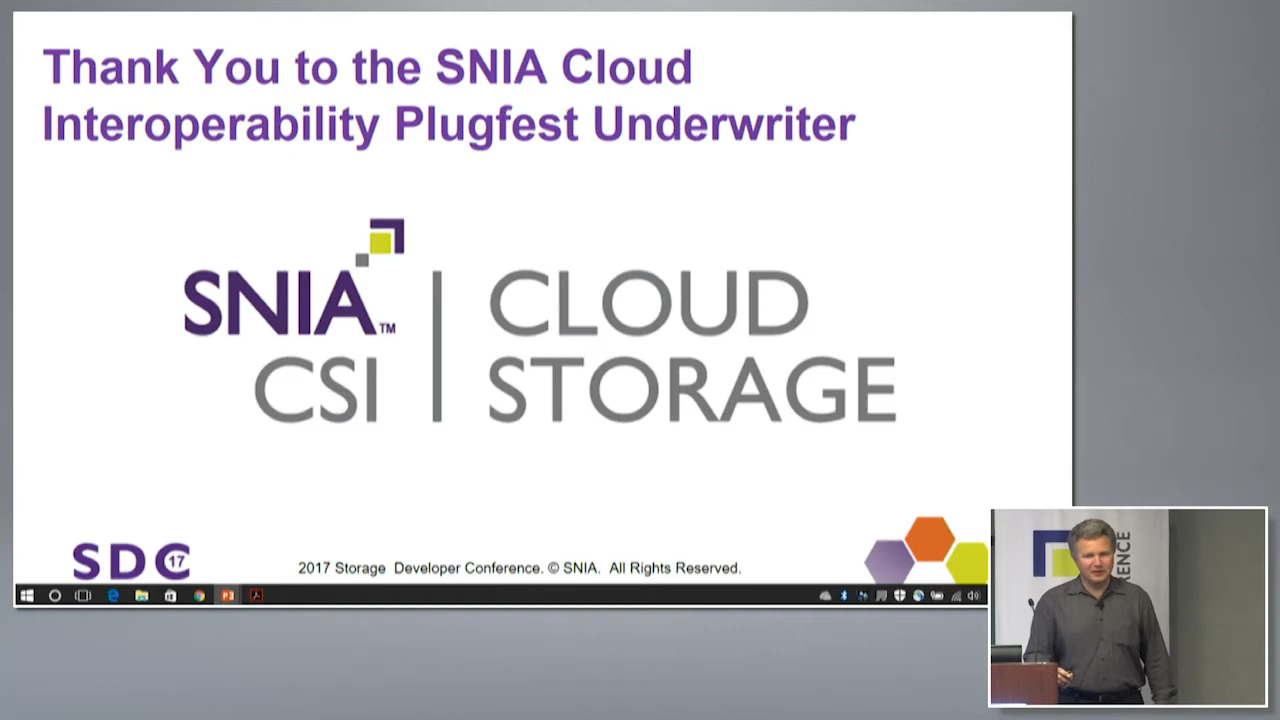 Thank You to the SNIA Cloud
Interoperability Plugfest Underwriter
SNIA™
CSI
CLOUD
STORAGE
SDC 17
2017 Storage Developer Conference. © SNIA. All Rights Reserved.